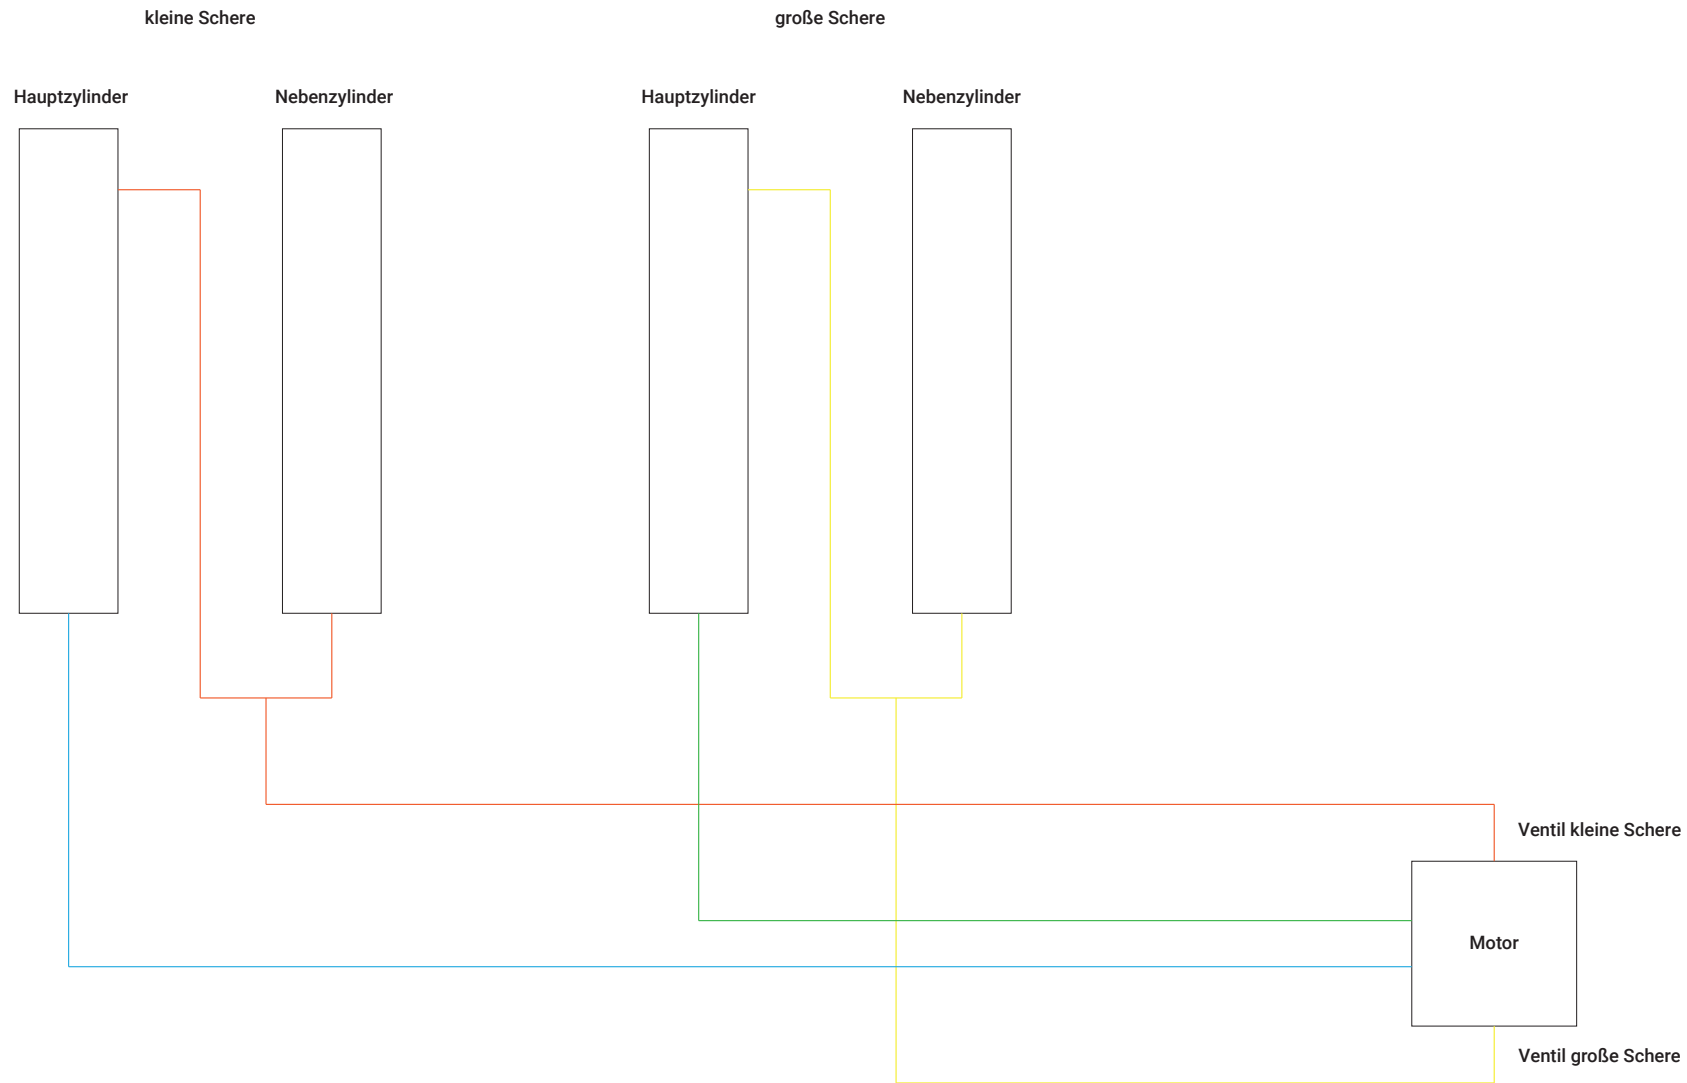 kleine Schere
große Schere
Hauptzylinder
Nebenzylinder
Hauptzylinder
Nebenzylinder
Ventil kleine Schere
Motor
Ventil große Schere